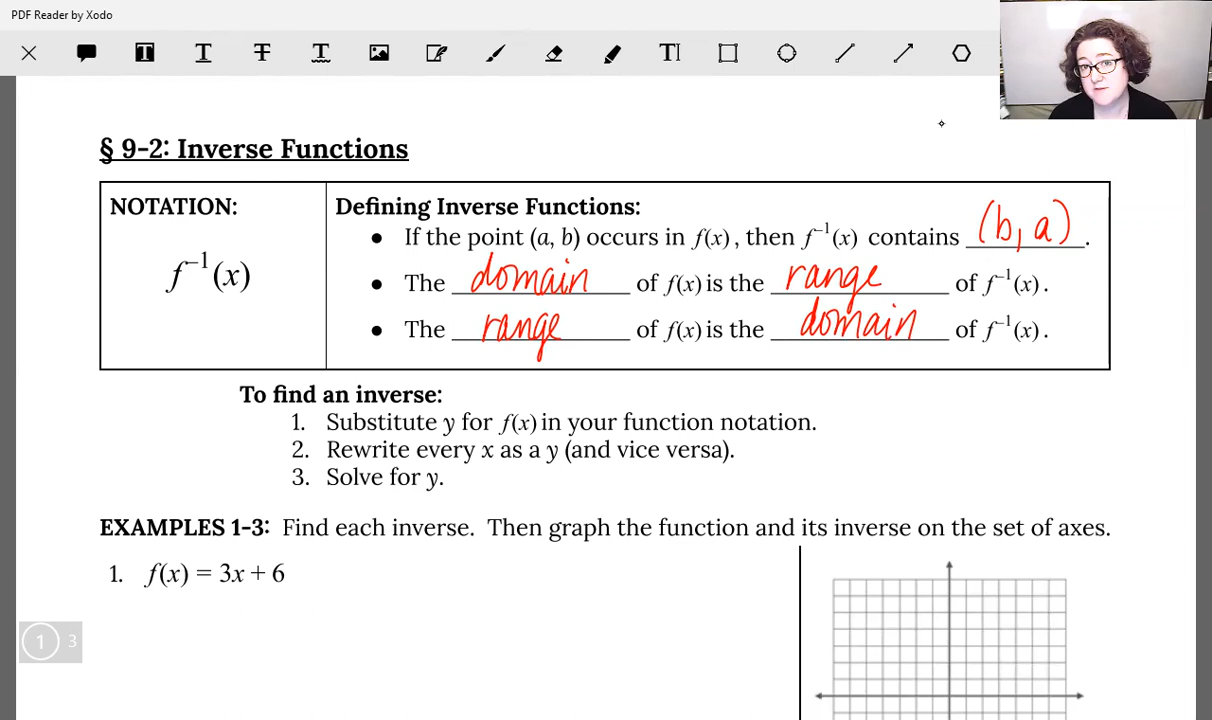 PDF Reader by Xodo
§ 9-2: Inverse Functions
NOTATION:
f⁻¹(x)
Defining Inverse Functions:
● If the point (a, b) occurs in f(x), then f⁻¹(x) contains (b, a).
● The domain of f(x) is the range of f⁻¹(x).
● The range of f(x) is the domain of f⁻¹(x).
To find an inverse:
1. Substitute y for f(x) in your function notation.
2. Rewrite every x as a y (and vice versa).
3. Solve for y.
EXAMPLES 1-3: Find each inverse. Then graph the function and its inverse on the set of axes.
1. f(x) = 3x + 6
1 3